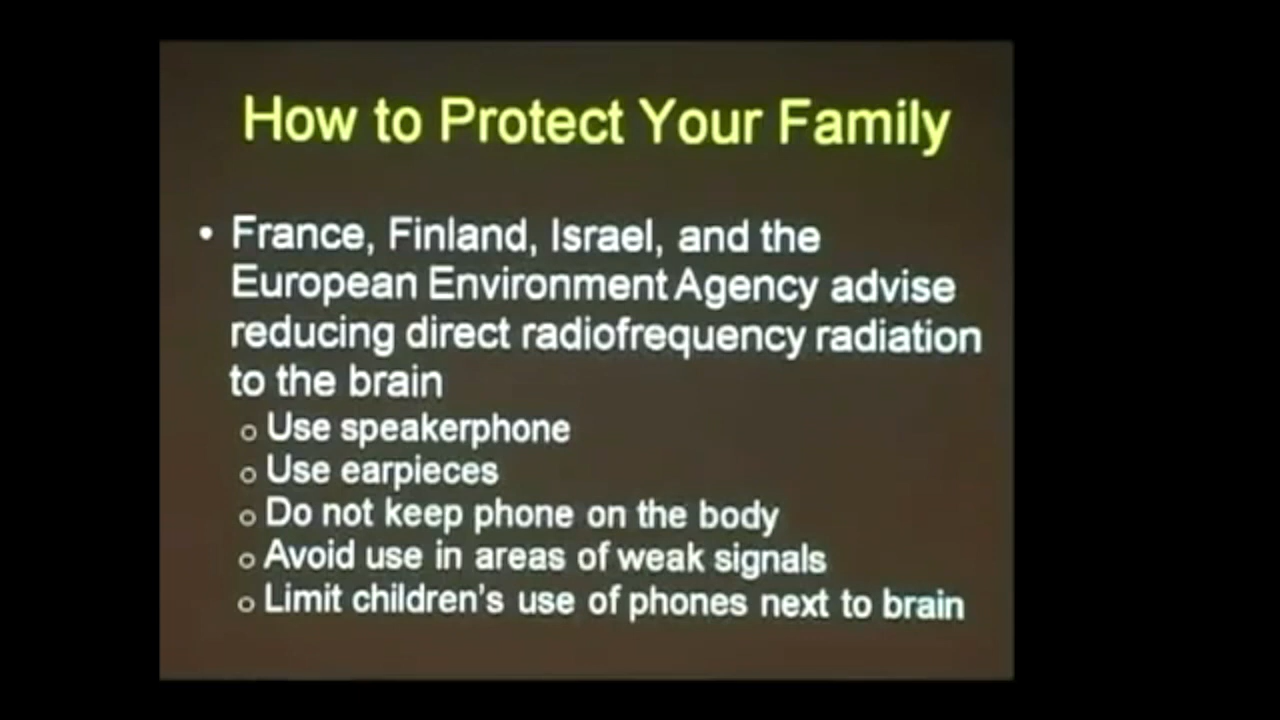 How to Protect Your Family
• France, Finland, Israel, and the
European Environment Agency advise
reducing direct radiofrequency radiation
to the brain
o Use speakerphone
o Use earpieces
o Do not keep phone on the body
o Avoid use in areas of weak signals
o Limit children's use of phones next to brain